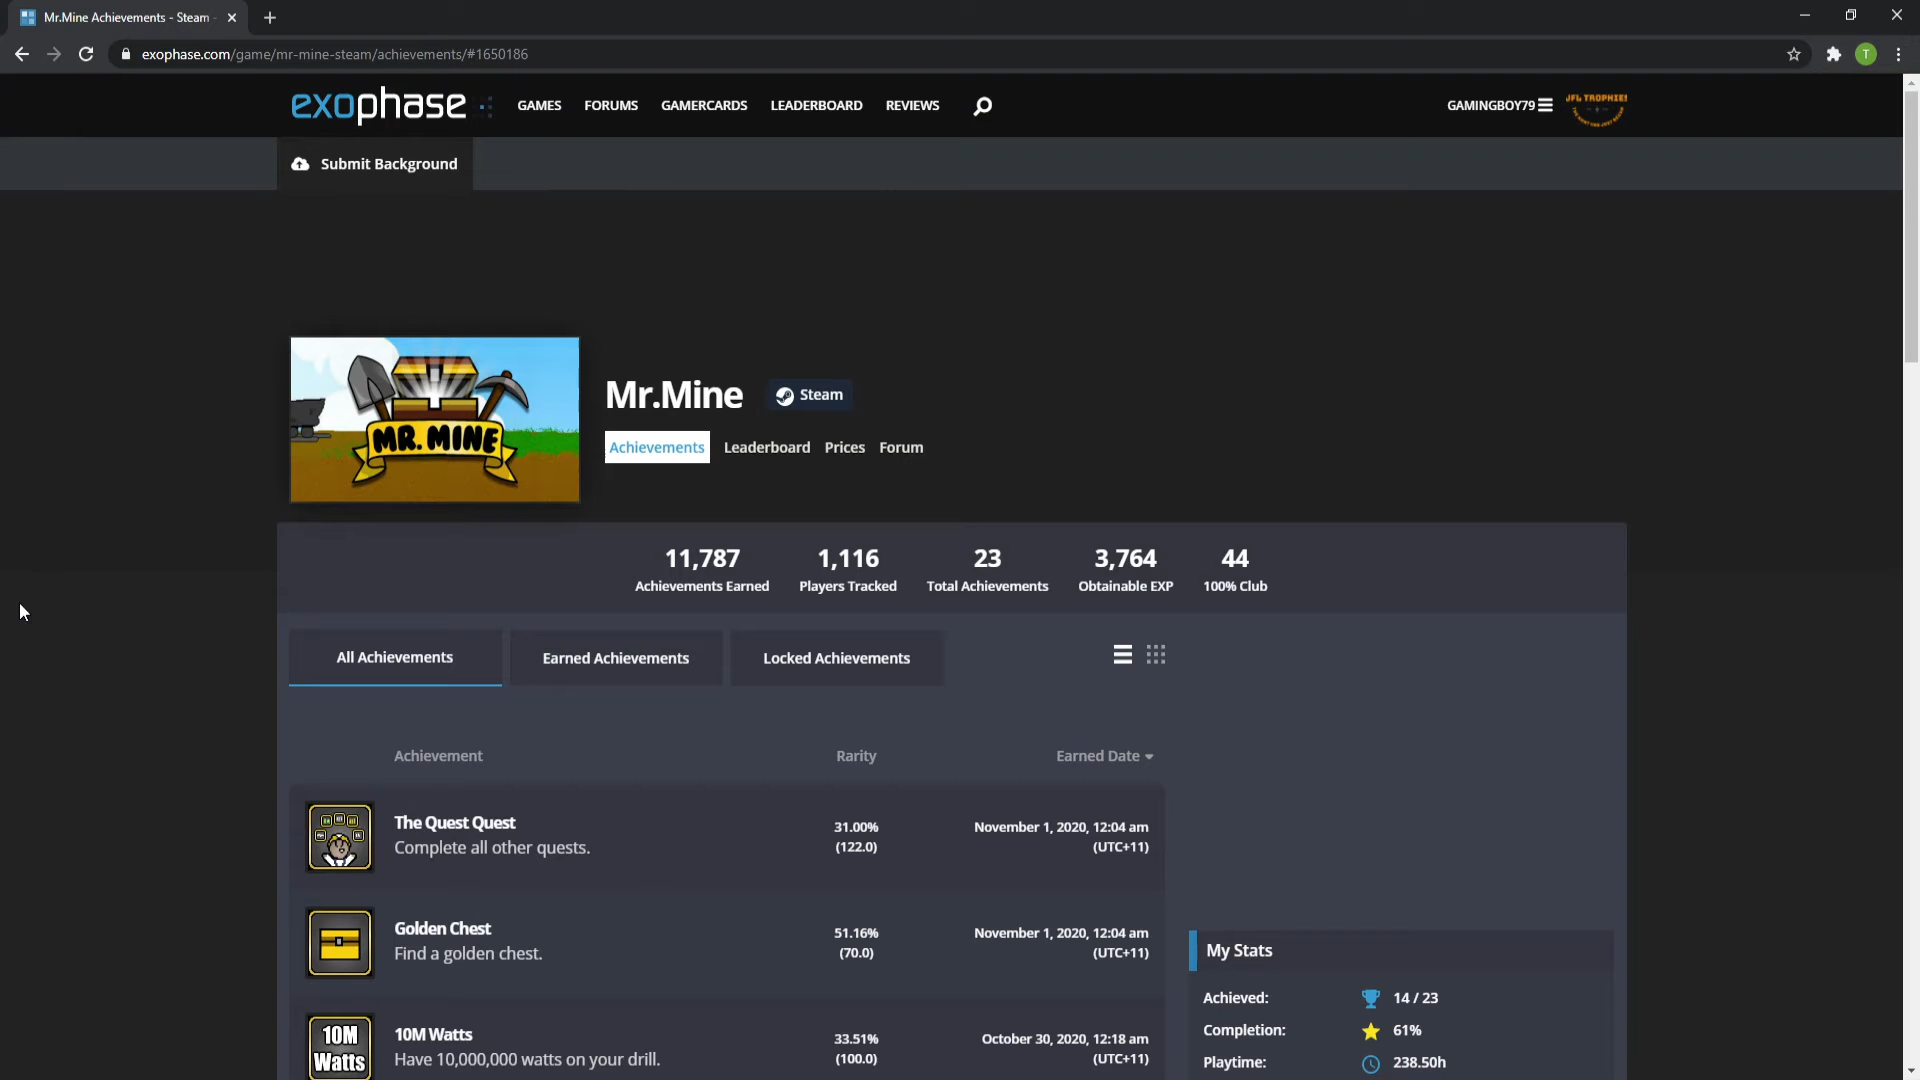 Mr.Mine Achievements - Steam -
exophase.com/game/mr-mine-steam/achievements/#1650186
T
exophase
GAMES FORUMS GAMERCARDS LEADERBOARD REVIEWS
GAMINGBOY79
Submit Background
MR. MINE
Mr.Mine
Steam
Achievements Leaderboard Prices Forum
11,787 1,116 23 3,764 44
Achievements Earned Players Tracked Total Achievements Obtainable EXP 100% Club
All Achievements Earned Achievements Locked Achievements
Achievement Rarity Earned Date
The Quest Quest
Complete all other quests.
31.00%
(122.0)
November 1, 2020, 12:04 am
(UTC+11)
Golden Chest
Find a golden chest.
51.16%
(70.0)
November 1, 2020, 12:04 am
(UTC+11)
10M
Watts
10M Watts
Have 10,000,000 watts on your drill.
33.51%
(100.0)
October 30, 2020, 12:18 am
(UTC+11)
My Stats
Achieved: 14 / 23
Completion: 61%
Playtime: 238.50h